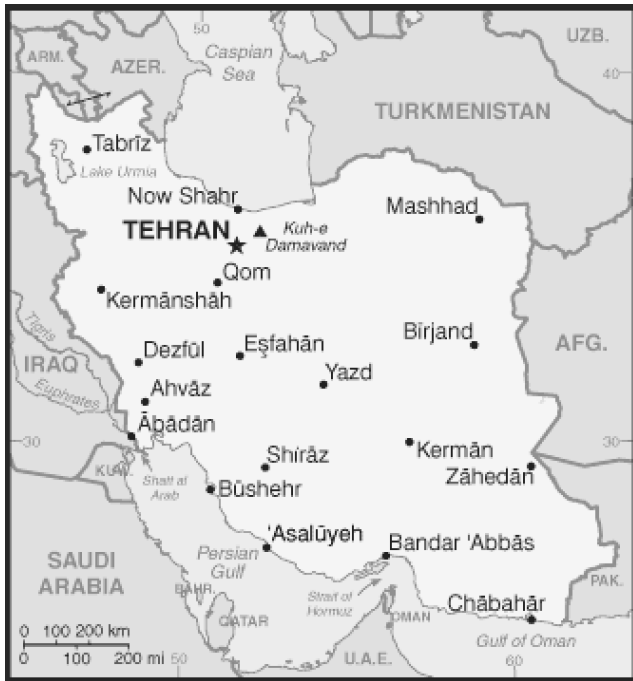 50
Caspian
Sea
UZB.
ARM.
AZER.
40
TURKMENISTAN
Tabrīz
Lake Urmia
Now Shahr
Mashhad
TEHRAN
Kuh-e
Damavand
Qom
Kermānshāh
Tigris
Dezfūl
Eşfahān
Bīrjand
AFG.
IRAQ
Yazd
Euphrates
Ahvāz
Ābādān
30
30
Shīrāz
Kermān
KUW.
Zāhedān
Shatt al
Arab
Būshehr
'Asalūyeh
Bandar 'Abbās
Persian
Gulf
SAUDI
ARABIA
PAK.
BAHR.
Strait of
Hormuz
Chābahār
QATAR
OMAN
0 100 200 km
Gulf of Oman
0 100 200 mi
50
U.A.E.
60